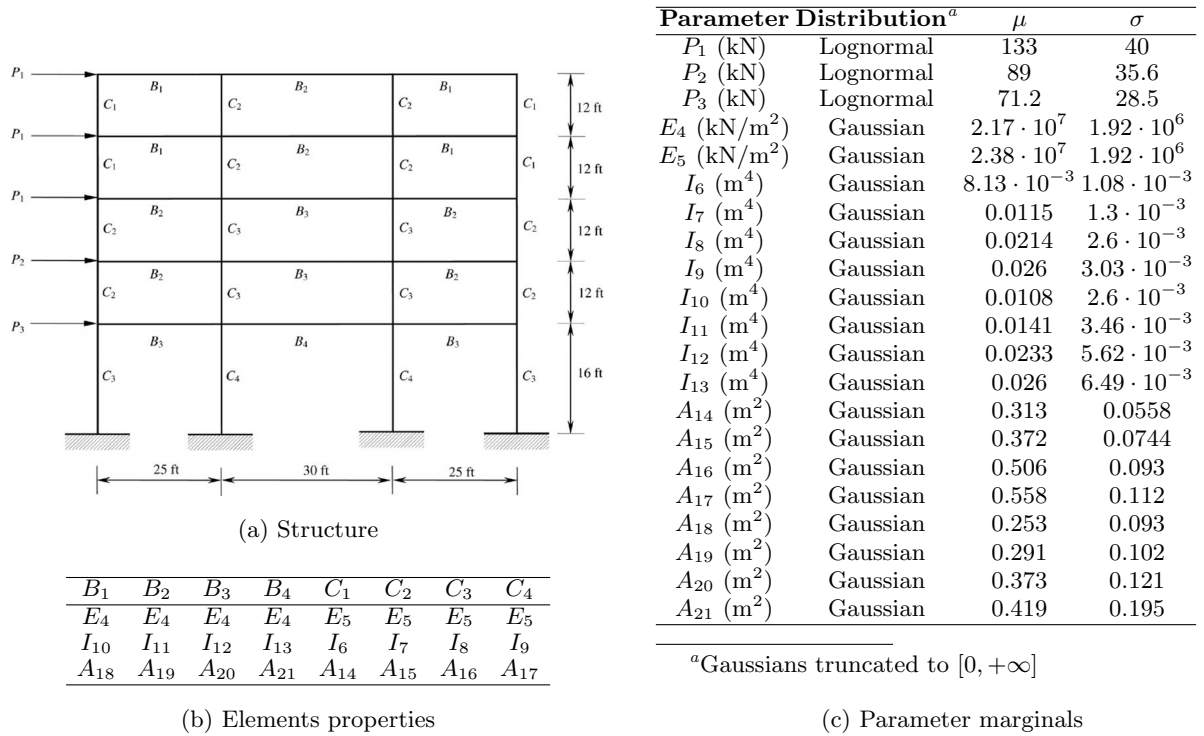 P₁ B₁ B₂ B₁
C₁ C₂ C₂ C₁ 12 ft
P₁ B₁ B₂ B₁
C₁ C₂ C₂ C₁ 12 ft
P₁ B₂ B₃ B₂
C₂ C₃ C₃ C₂ 12 ft
P₂ B₂ B₃ B₂
C₂ C₃ C₃ C₂ 12 ft
P₃ B₃ B₄ B₃
C₃ C₄ C₄ C₃ 16 ft
25 ft 30 ft 25 ft
(a) Structure
B₁ B₂ B₃ B₄ C₁ C₂ C₃ C₄
E₄ E₄ E₄ E₄ E₅ E₅ E₅ E₅
I₁₀ I₁₁ I₁₂ I₁₃ I₆ I₇ I₈ I₉
A₁₈ A₁₉ A₂₀ A₂₁ A₁₄ A₁₅ A₁₆ A₁₇
(b) Elements properties
Parameter Distributionᵃ μ σ
P₁ (kN) Lognormal 133 40
P₂ (kN) Lognormal 89 35.6
P₃ (kN) Lognormal 71.2 28.5
E₄ (kN/m²) Gaussian 2.17 · 10⁷ 1.92 · 10⁶
E₅ (kN/m²) Gaussian 2.38 · 10⁷ 1.92 · 10⁶
I₆ (m⁴) Gaussian 8.13 · 10⁻³ 1.08 · 10⁻³
I₇ (m⁴) Gaussian 0.0115 1.3 · 10⁻³
I₈ (m⁴) Gaussian 0.0214 2.6 · 10⁻³
I₉ (m⁴) Gaussian 0.026 3.03 · 10⁻³
I₁₀ (m⁴) Gaussian 0.0108 2.6 · 10⁻³
I₁₁ (m⁴) Gaussian 0.0141 3.46 · 10⁻³
I₁₂ (m⁴) Gaussian 0.0233 5.62 · 10⁻³
I₁₃ (m⁴) Gaussian 0.026 6.49 · 10⁻³
A₁₄ (m²) Gaussian 0.313 0.0558
A₁₅ (m²) Gaussian 0.372 0.0744
A₁₆ (m²) Gaussian 0.506 0.093
A₁₇ (m²) Gaussian 0.558 0.112
A₁₈ (m²) Gaussian 0.253 0.093
A₁₉ (m²) Gaussian 0.291 0.102
A₂₀ (m²) Gaussian 0.373 0.121
A₂₁ (m²) Gaussian 0.419 0.195
ᵃGaussians truncated to [0, +∞]
(c) Parameter marginals